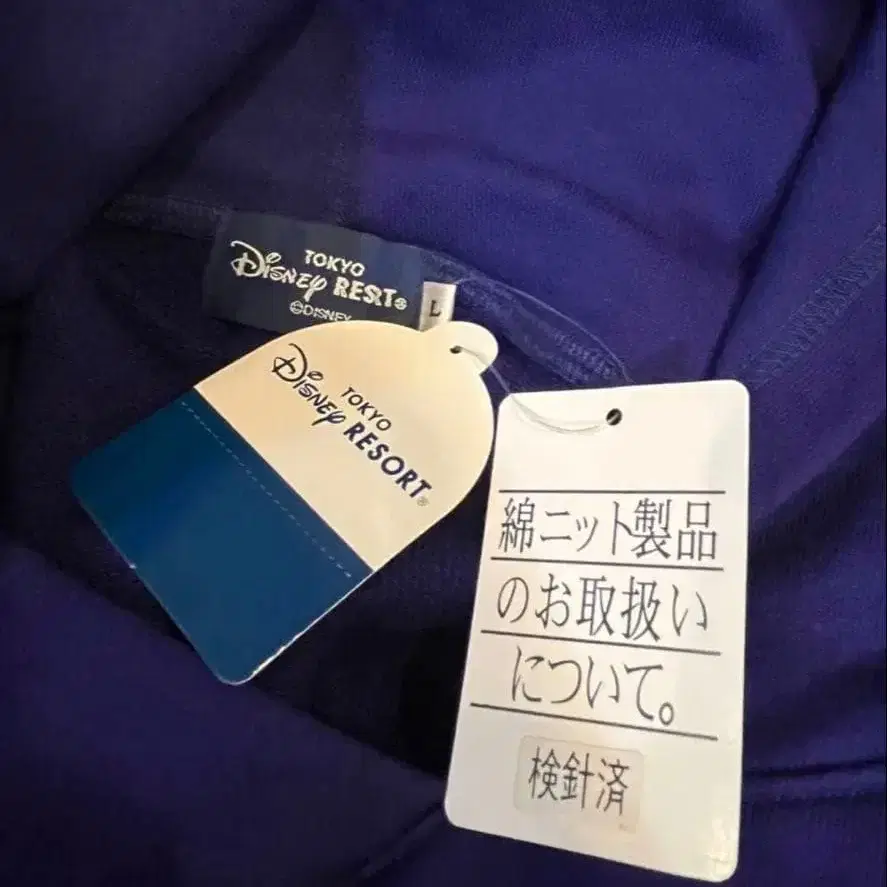 TOKYO
Disney RESRT®
L
©DISNEY
TOKYO
Disney RESORT®
綿ニット製品
のお取扱い
について。
検針済